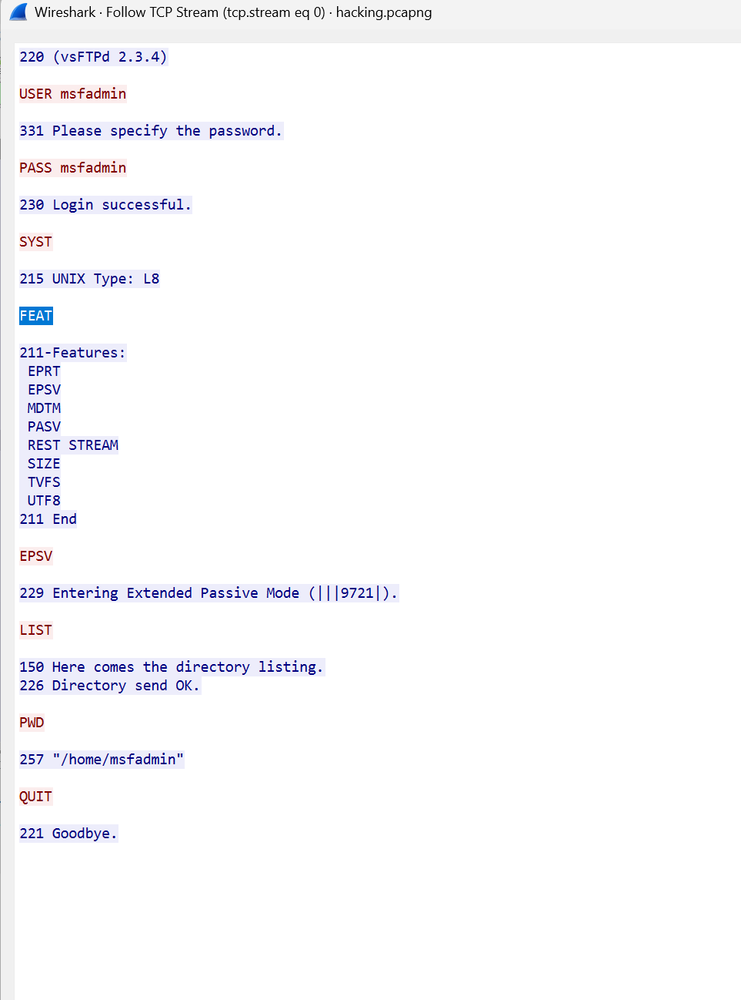 Wireshark · Follow TCP Stream (tcp.stream eq 0) · hacking.pcapng
220 (vsFTPd 2.3.4)
USER msfadmin
331 Please specify the password.
PASS msfadmin
230 Login successful.
SYST
215 UNIX Type: L8
FEAT
211-Features:
EPRT
EPSV
MDTM
PASV
REST STREAM
SIZE
TVFS
UTF8
211 End
EPSV
229 Entering Extended Passive Mode (|||9721|).
LIST
150 Here comes the directory listing.
226 Directory send OK.
PWD
257 "/home/msfadmin"
QUIT
221 Goodbye.